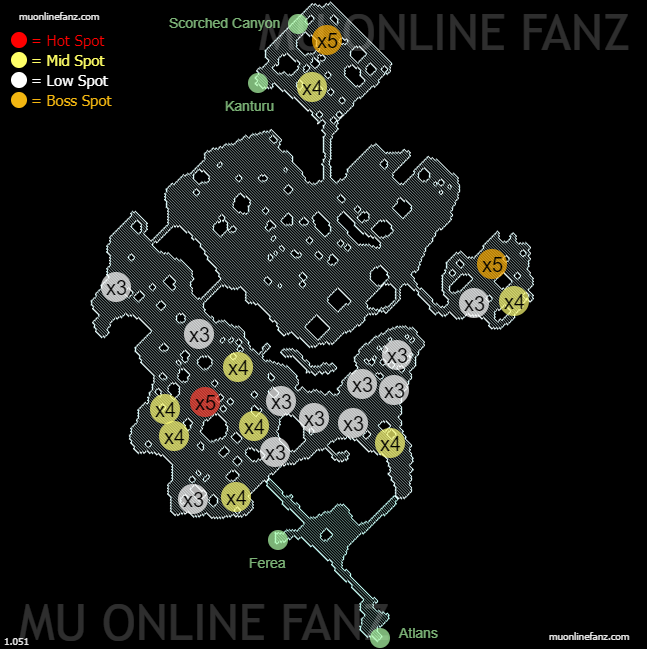 muonlinefanz.com
MU ONLINE FANZ
= Hot Spot
= Mid Spot
= Low Spot
= Boss Spot
Scorched Canyon
x5
Kanturu
x4
x5
x3
x3
x4
x3
x3
x4
x3
x3
x5
x3
x3
x4
x3
x3
x4
x4
x4
x3
x3
x4
Ferea
MU ONLINE FANZ
Atlans
muonlinefanz.com
1.051